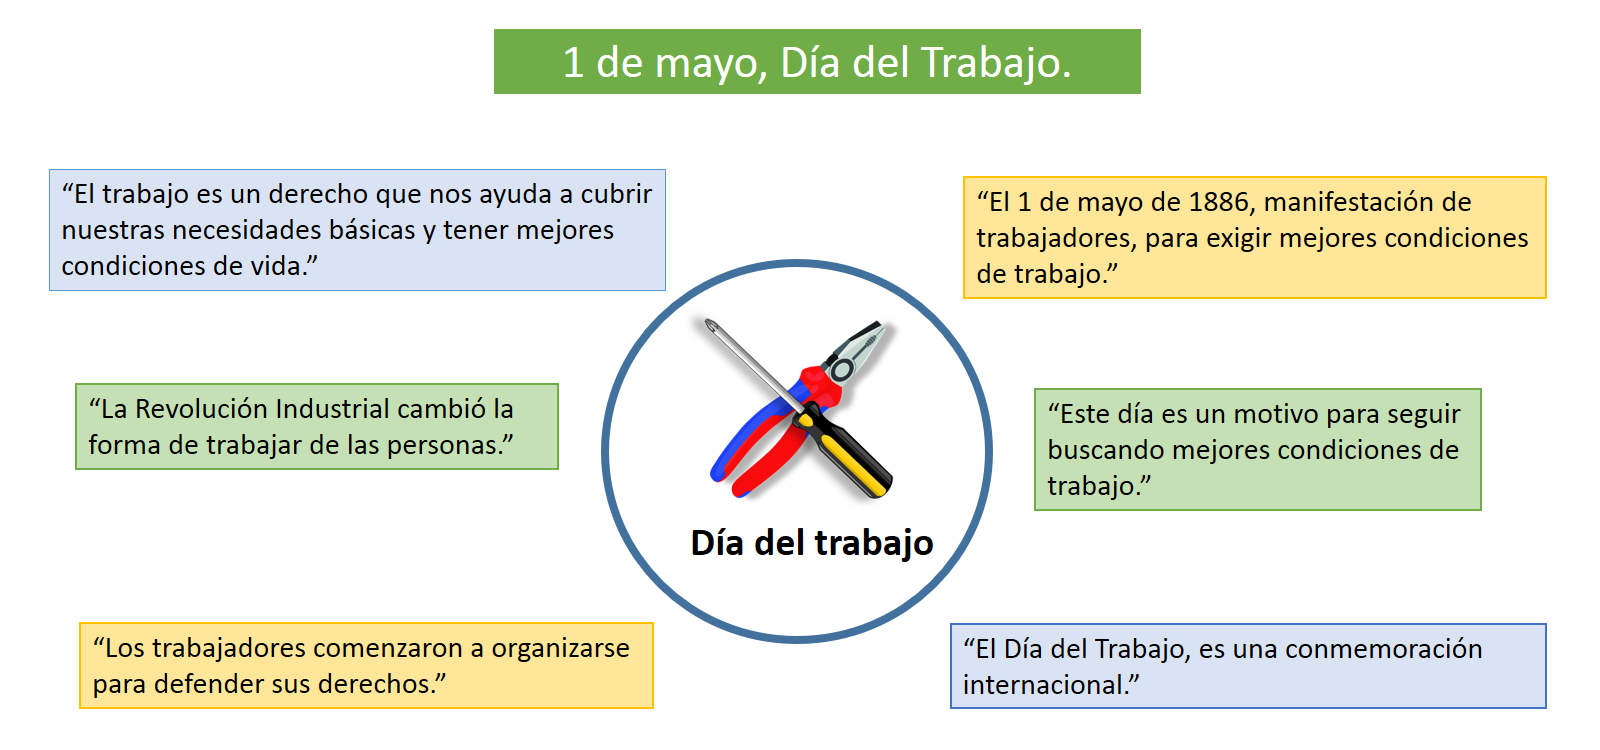 1 de mayo, Día del Trabajo.
“El trabajo es un derecho que nos ayuda a cubrir
nuestras necesidades básicas y tener mejores
condiciones de vida.”
“El 1 de mayo de 1886, manifestación de
trabajadores, para exigir mejores condiciones
de trabajo.”
“La Revolución Industrial cambió la
forma de trabajar de las personas.”
“Este día es un motivo para seguir
buscando mejores condiciones de
trabajo.”
Día del trabajo
“Los trabajadores comenzaron a organizarse
para defender sus derechos.”
“El Día del Trabajo, es una conmemoración
internacional.”